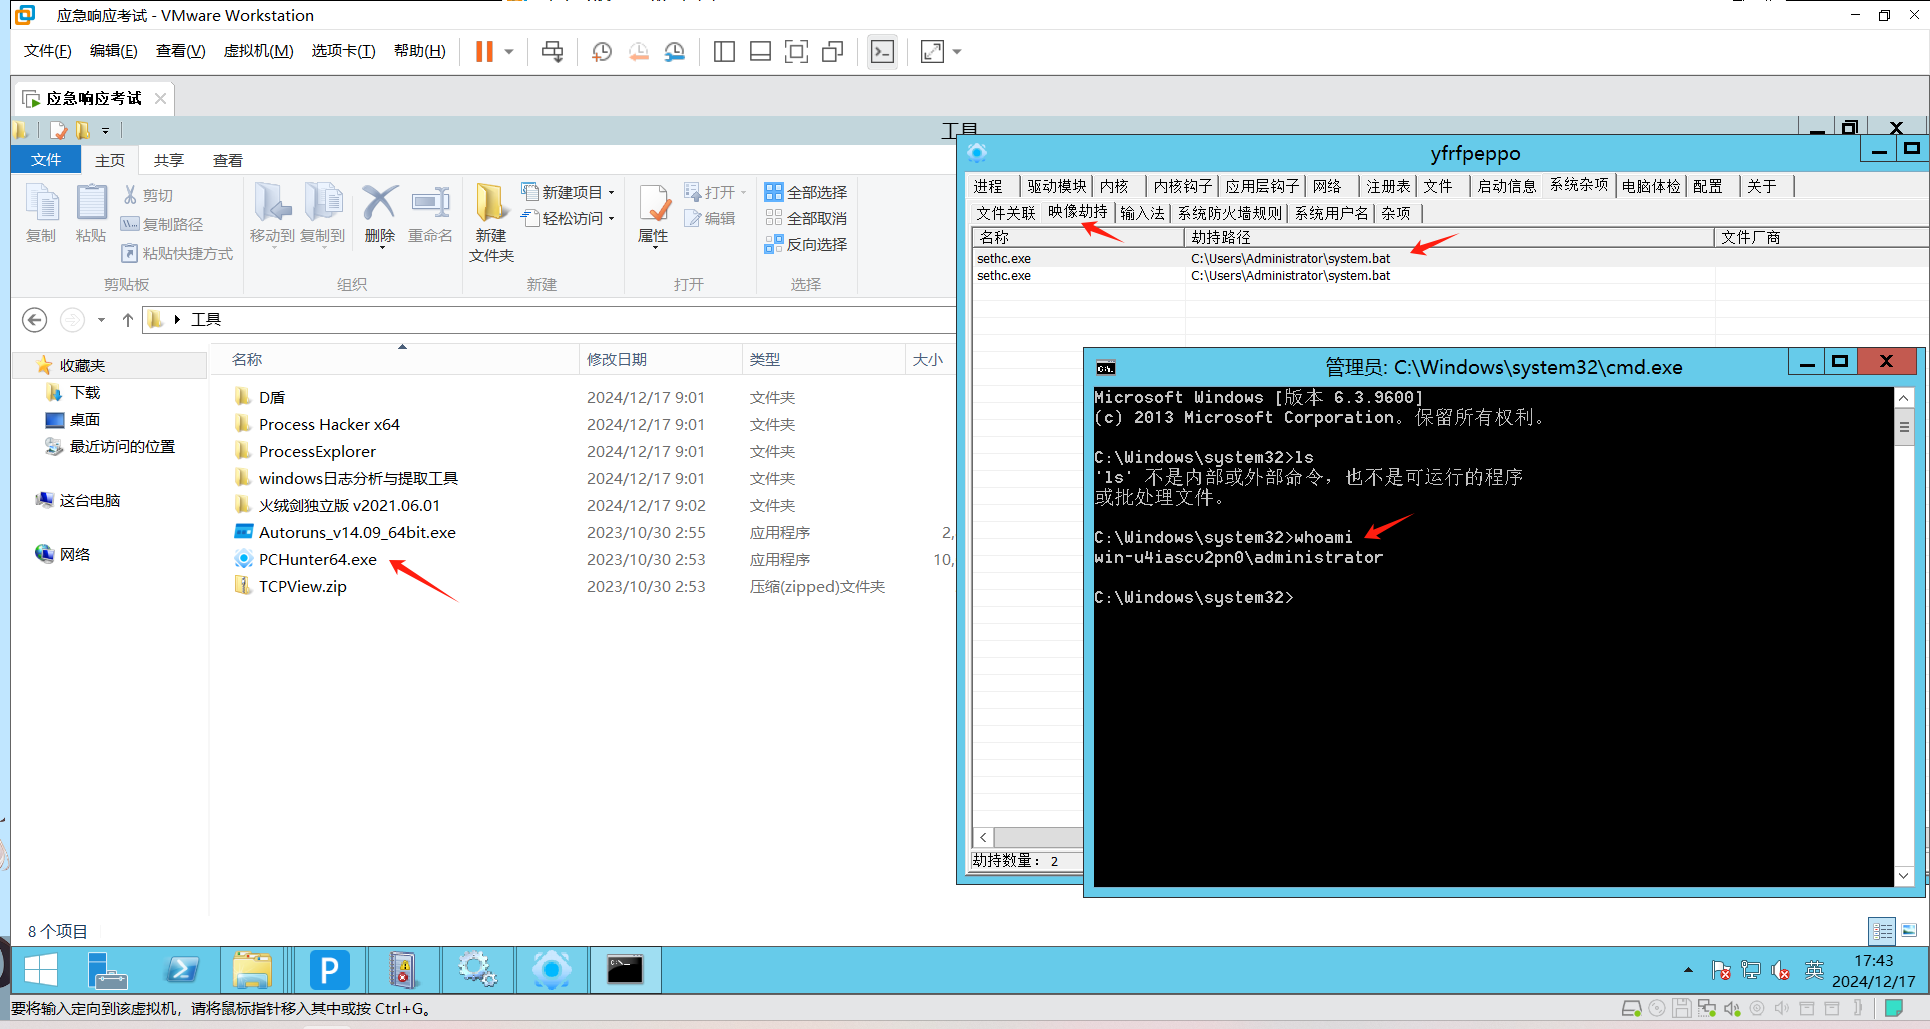 应急响应考试 - VMware Workstation
文件(F) 编辑(E) 查看(V) 虚拟机(M) 选项卡(T) 帮助(H)
应急响应考试
工具
文件 主页 共享 查看
复制
粘贴
剪切
复制路径
粘贴快捷方式
剪贴板
移动到 复制到 删除 重命名
组织
新建
文件夹
新建项目
轻松访问
新建
属性
打开
编辑
打开
全部选择
全部取消
反向选择
选择
工具
收藏夹
下载
桌面
最近访问的位置
这台电脑
网络
名称 修改日期 类型 大小
D盾 2024/12/17 9:01 文件夹
Process Hacker x64 2024/12/17 9:01 文件夹
ProcessExplorer 2024/12/17 9:01 文件夹
windows日志分析与提取工具 2024/12/17 9:01 文件夹
火绒剑独立版 v2021.06.01 2024/12/17 9:02 文件夹
Autoruns_v14.09_64bit.exe 2023/10/30 2:55 应用程序 2,
PCHunter64.exe 2023/10/30 2:53 应用程序 10,
TCPView.zip 2023/10/30 2:53 压缩(zipped)文件夹
8 个项目
yfrfpeppo
进程 驱动模块 内核 内核钩子 应用层钩子 网络 注册表 文件 启动信息 系统杂项 电脑体检 配置 关于
文件关联 映像劫持 输入法 系统防火墙规则 系统用户名 杂项
名称 劫持路径 文件厂商
sethc.exe C:\Users\Administrator\system.bat
sethc.exe C:\Users\Administrator\system.bat
劫持数量： 2
管理员: C:\Windows\system32\cmd.exe
Microsoft Windows [版本 6.3.9600]
(c) 2013 Microsoft Corporation。保留所有权利。
C:\Windows\system32>ls
'ls' 不是内部或外部命令，也不是可运行的程序
或批处理文件。
C:\Windows\system32>whoami
win-u4iascv2pn0\administrator
C:\Windows\system32>
英
17:43
2024/12/17
要将输入定向到该虚拟机，请将鼠标指针移入其中或按 Ctrl+G。